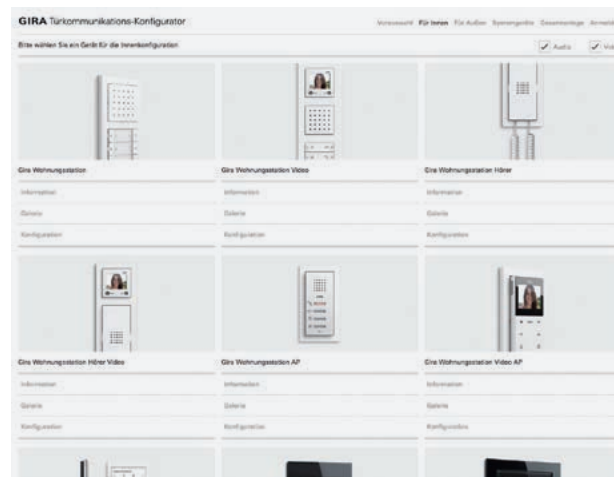 GIRA Türkommunikations-Konfigurator
Vorauswahl Für Innen Für Außen Systemgeräte Gesamtanlage
Bitte wählen Sie ein Gerät für die Innenkonfiguration
Audio
Gira Wohnungsstation Gira Wohnungsstation Video Gira Wohnungsstation Hörer
Information Information Information
Galerie Galerie Galerie
Konfiguration Konfiguration Konfiguration
Gira Wohnungsstation Hörer Video Gira Wohnungsstation AP Gira Wohnungsstation Video AP
Information Information Information
Galerie Galerie Galerie
Konfiguration Konfiguration Konfiguration